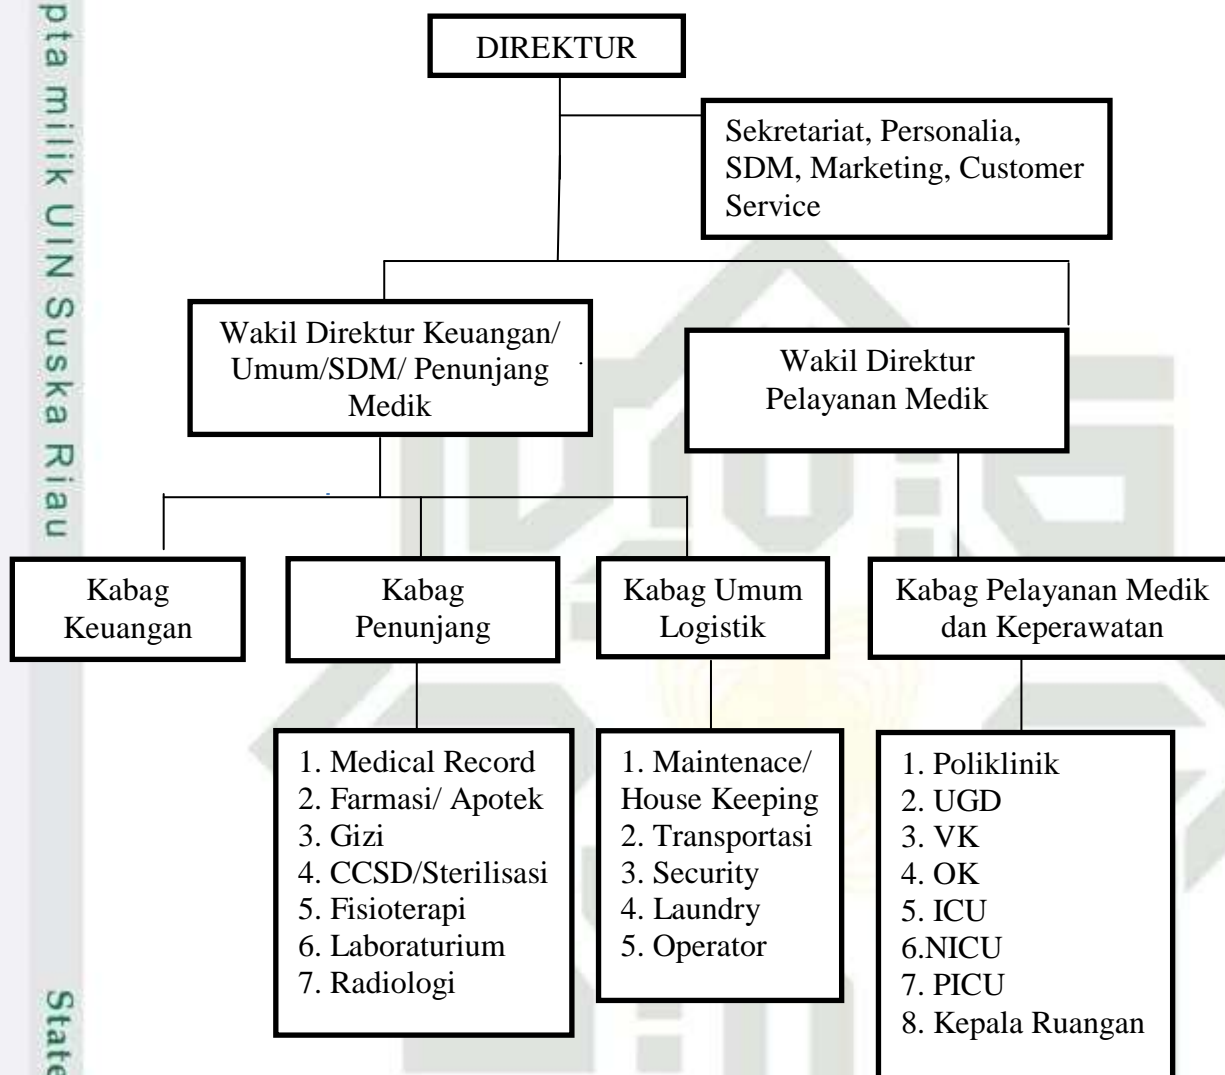 pta milik UIN Suska Riau
State
DIREKTUR
Sekretariat, Personalia,
SDM, Marketing, Customer
Service
Wakil Direktur Keuangan/
Umum/SDM/ Penunjang
Medik
Wakil Direktur
Pelayanan Medik
Kabag
Keuangan
Kabag
Penunjang
Kabag Umum
Logistik
Kabag Pelayanan Medik
dan Keperawatan
1. Medical Record
2. Farmasi/ Apotek
3. Gizi
4. CCSD/Sterilisasi
5. Fisioterapi
6. Laboraturium
7. Radiologi
1. Maintenace/
House Keeping
2. Transportasi
3. Security
4. Laundry
5. Operator
1. Poliklinik
2. UGD
3. VK
4. OK
5. ICU
6.NICU
7. PICU
8. Kepala Ruangan